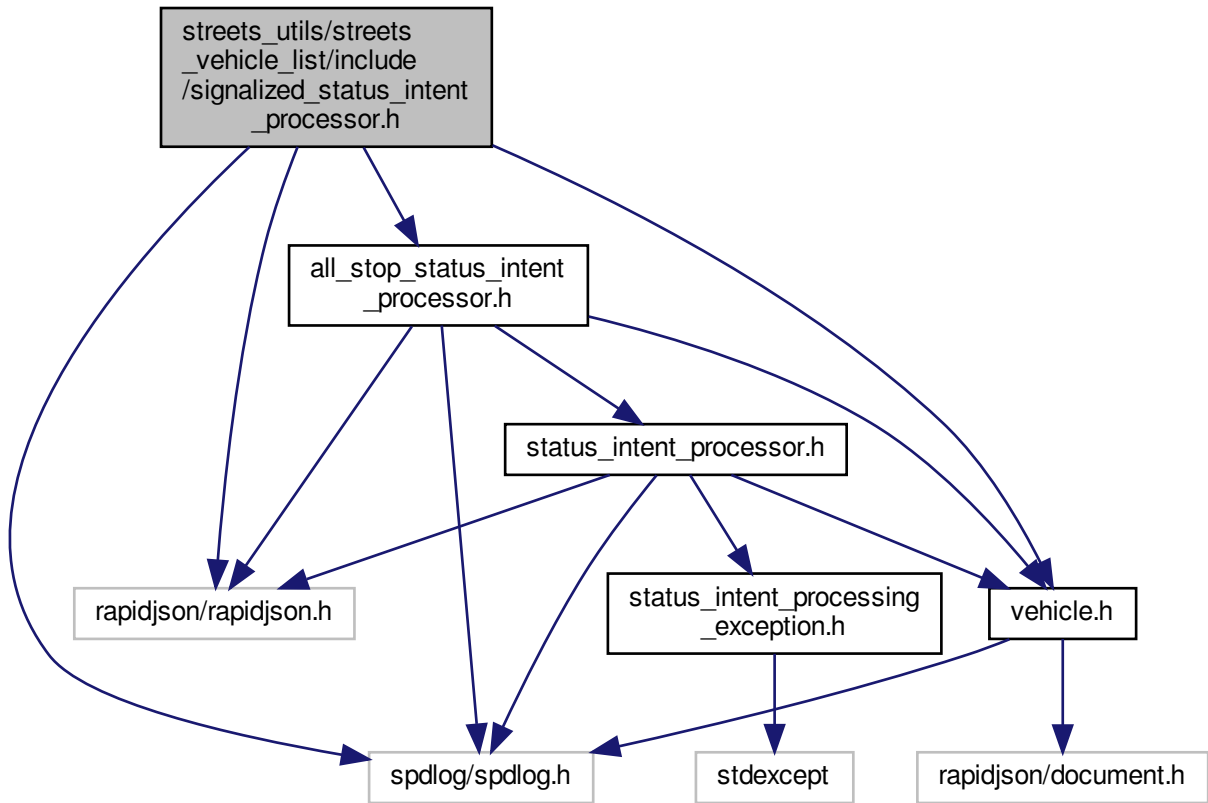 streets_utils/streets
_vehicle_list/include
/signalized_status_intent
_processor.h
all_stop_status_intent
_processor.h
status_intent_processor.h
rapidjson/rapidjson.h
status_intent_processing
_exception.h
vehicle.h
spdlog/spdlog.h
stdexcept
rapidjson/document.h